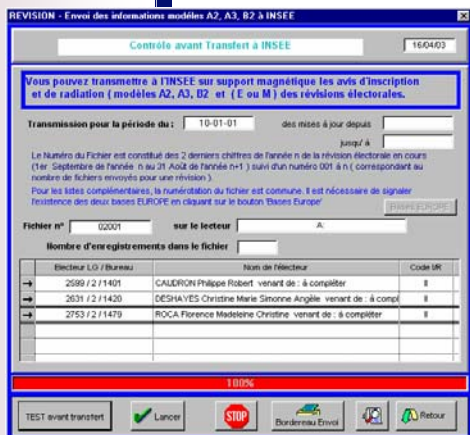 REVISION - Envoi des informations modèles A2, A3, B2 à INSEE
Contrôle avant Transfert à INSEE
16/04/03
Vous pouvez transmettre à l'INSEE sur support magnétique les avis d'inscription
et de radiation ( modèles A2, A3, B2 et ( E ou M ) des révisions électorales.
Transmission pour la période du : 10-01-01 des mises à jour depuis
jusqu' à
Le Numéro du Fichier est constitué des 2 derniers chiffres de l'année n de la révision électorale en cours
(1er Septembre de l'année n au 31 Août de l'année n+1 ) suivi d'un numéro 001 à n ( correspondant au
nombre de fichiers envoyés pour une révision ).
Pour les listes complémentaires, la numérotation du fichier est commune. Il est nécessaire de signaler
l'existence des deux bases EUROPE en cliquant sur le bouton 'Bases Europe'
BASES EUROPE
Fichier n° 02001 sur le lecteur A:
Nombre d'enregistrements dans le fichier
Electeur LG / Bureau Nom de l'électeur Code I/R
2599 / 2 / 1401 CAUDRON Philippe Robert venant de : à compléter II
2631 / 2 / 1420 DESHAYES Christine Marie Simonne Angèle venant de : à compl II
2753 / 2 / 1479 ROCA Florence Madeleine Christine venant de : à compléter II
100%
TEST avant transfert Lancer STOP Bordereau Envoi Retour